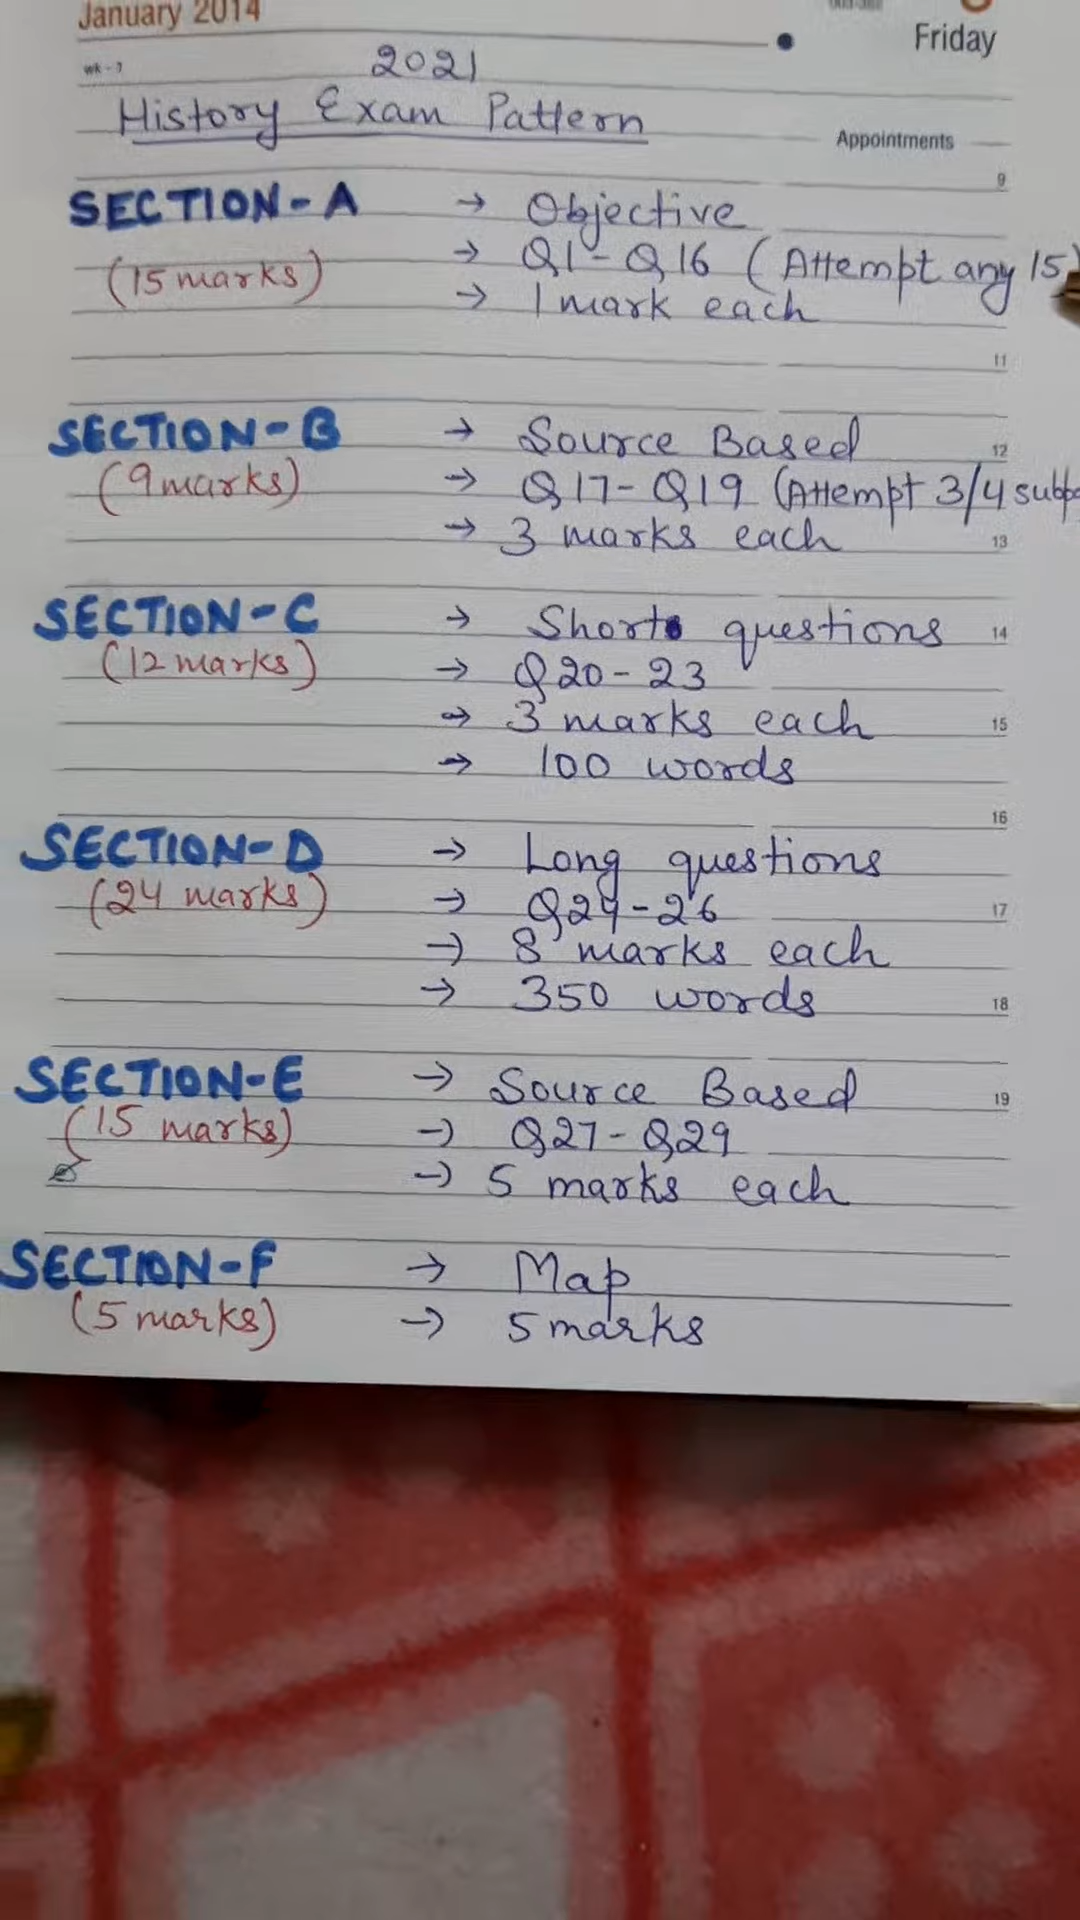 January 2014
Friday
wk - 1
2021
History Exam Pattern
Appointments
9
SECTION-A → Objective
(15 marks) → Q1 - Q16 (Attempt any 15)
→ 1 mark each
11
SECTION-B → Source Based
12
(9 marks) → Q17 - Q19 (Attempt 3/4 subpa
→ 3 marks each
13
SECTION-C → Short questions
14
(12 marks) → Q20 - 23
→ 3 marks each
15
→ 100 words
16
SECTION-D → Long questions
(24 marks) → Q24 - 26
17
→ 8 marks each
→ 350 words
18
SECTION-E → Source Based
19
(15 marks) → Q27 - Q29
→ 5 marks each
SECTION-F → Map
(5 marks) → 5 marks